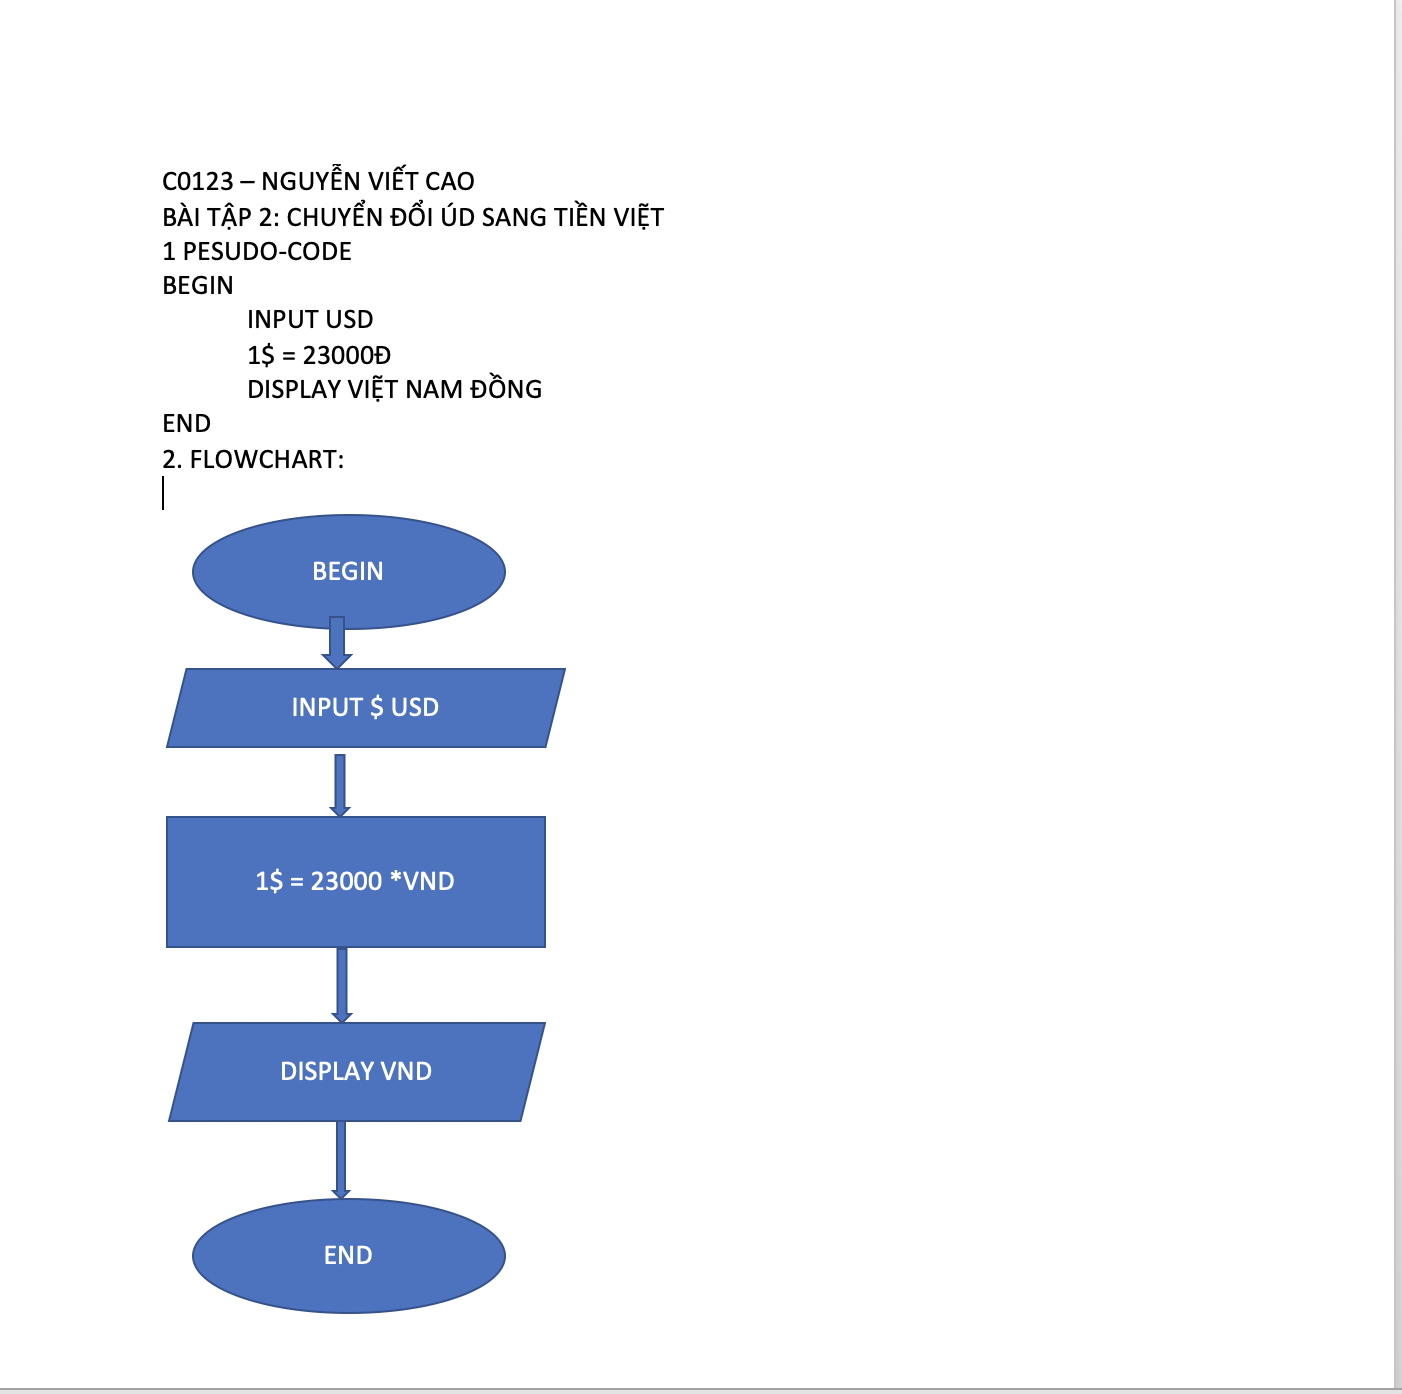 C0123 – NGUYỄN VIẾT CAO
BÀI TẬP 2: CHUYỂN ĐỔI ÚD SANG TIỀN VIỆT
1 PESUDO-CODE
BEGIN
INPUT USD
1$ = 23000Đ
DISPLAY VIỆT NAM ĐỒNG
END
2. FLOWCHART:
BEGIN
INPUT $ USD
1$ = 23000 *VND
DISPLAY VND
END